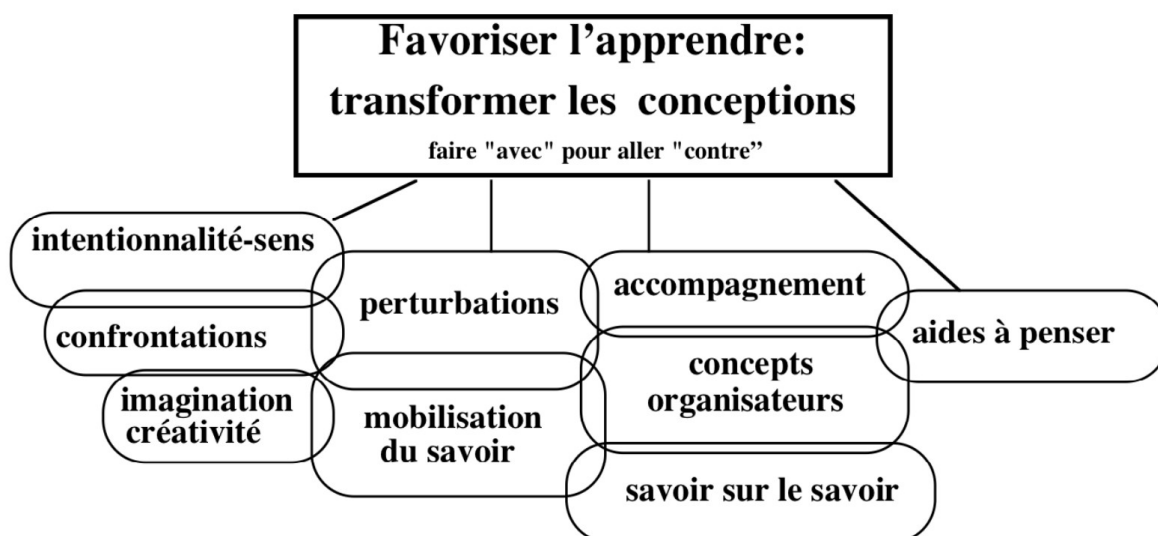 Favoriser l’apprendre:
transformer les conceptions
faire "avec" pour aller "contre”
intentionnalité-sens
confrontations
imagination
créativité
perturbations
mobilisation
du savoir
accompagnement
concepts
organisateurs
savoir sur le savoir
aides à penser